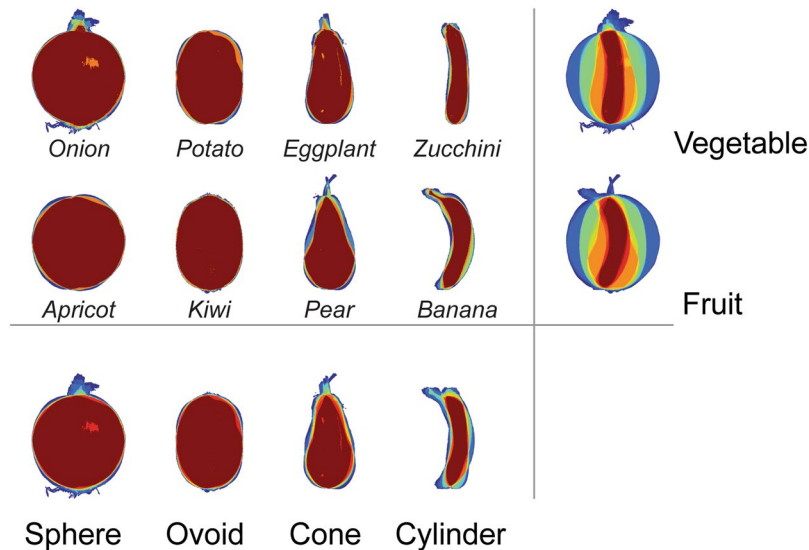 Onion Potato Eggplant Zucchini
Vegetable
Apricot Kiwi Pear Banana
Fruit
Sphere Ovoid Cone Cylinder